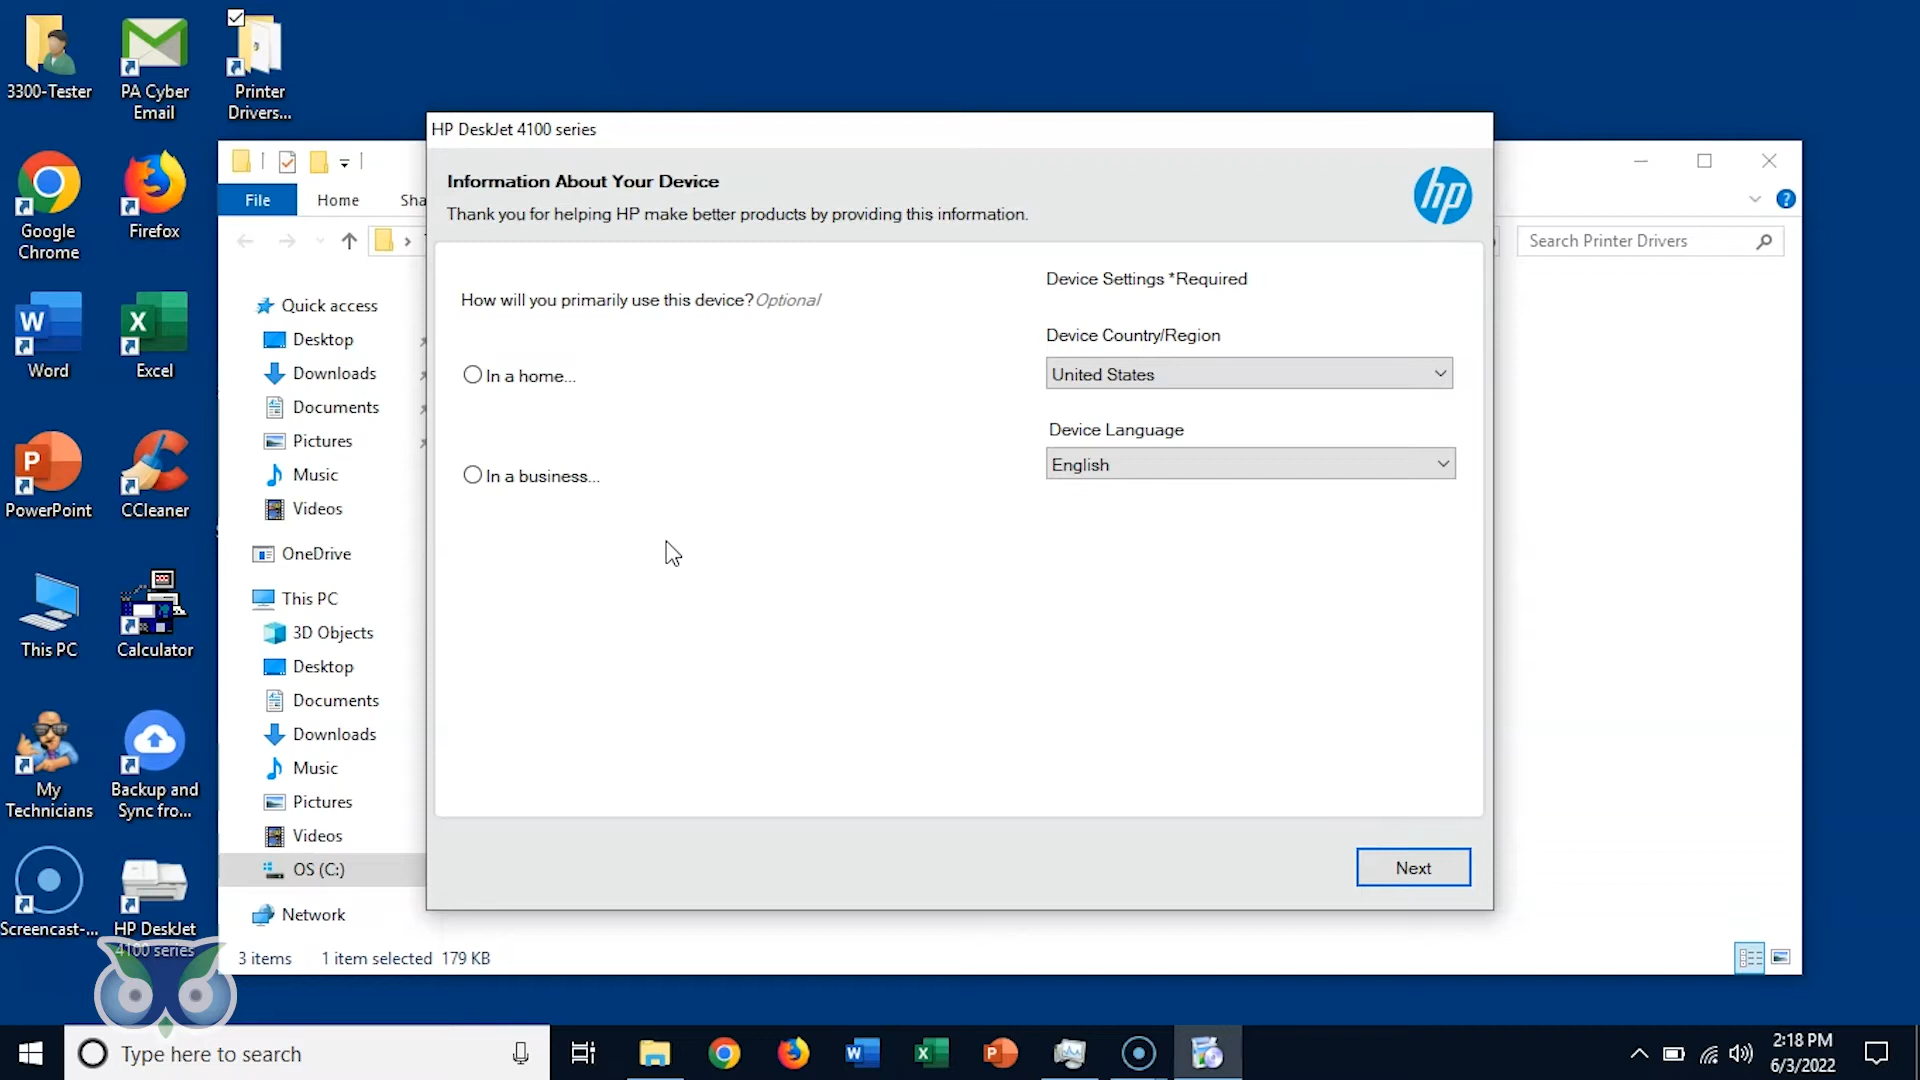 3300-Tester
PA Cyber
Email
Printer
Drivers...
Google
Chrome
Firefox
Word
Excel
PowerPoint
CCleaner
This PC
Calculator
My
Technicians
Backup and
Sync fro...
Screencast-...
HP DeskJet
4100 series
File
Home
Sha
Search Printer Drivers
Quick access
Desktop
Downloads
Documents
Pictures
Music
Videos
OneDrive
This PC
3D Objects
Desktop
Documents
Downloads
Music
Pictures
Videos
OS (C:)
Network
3 items 1 item selected 179 KB
HP DeskJet 4100 series
Information About Your Device
Thank you for helping HP make better products by providing this information.
hp
How will you primarily use this device? Optional
In a home...
In a business...
Device Settings *Required
Device Country/Region
United States
Device Language
English
Next
Type here to search
2:18 PM
6/3/2022